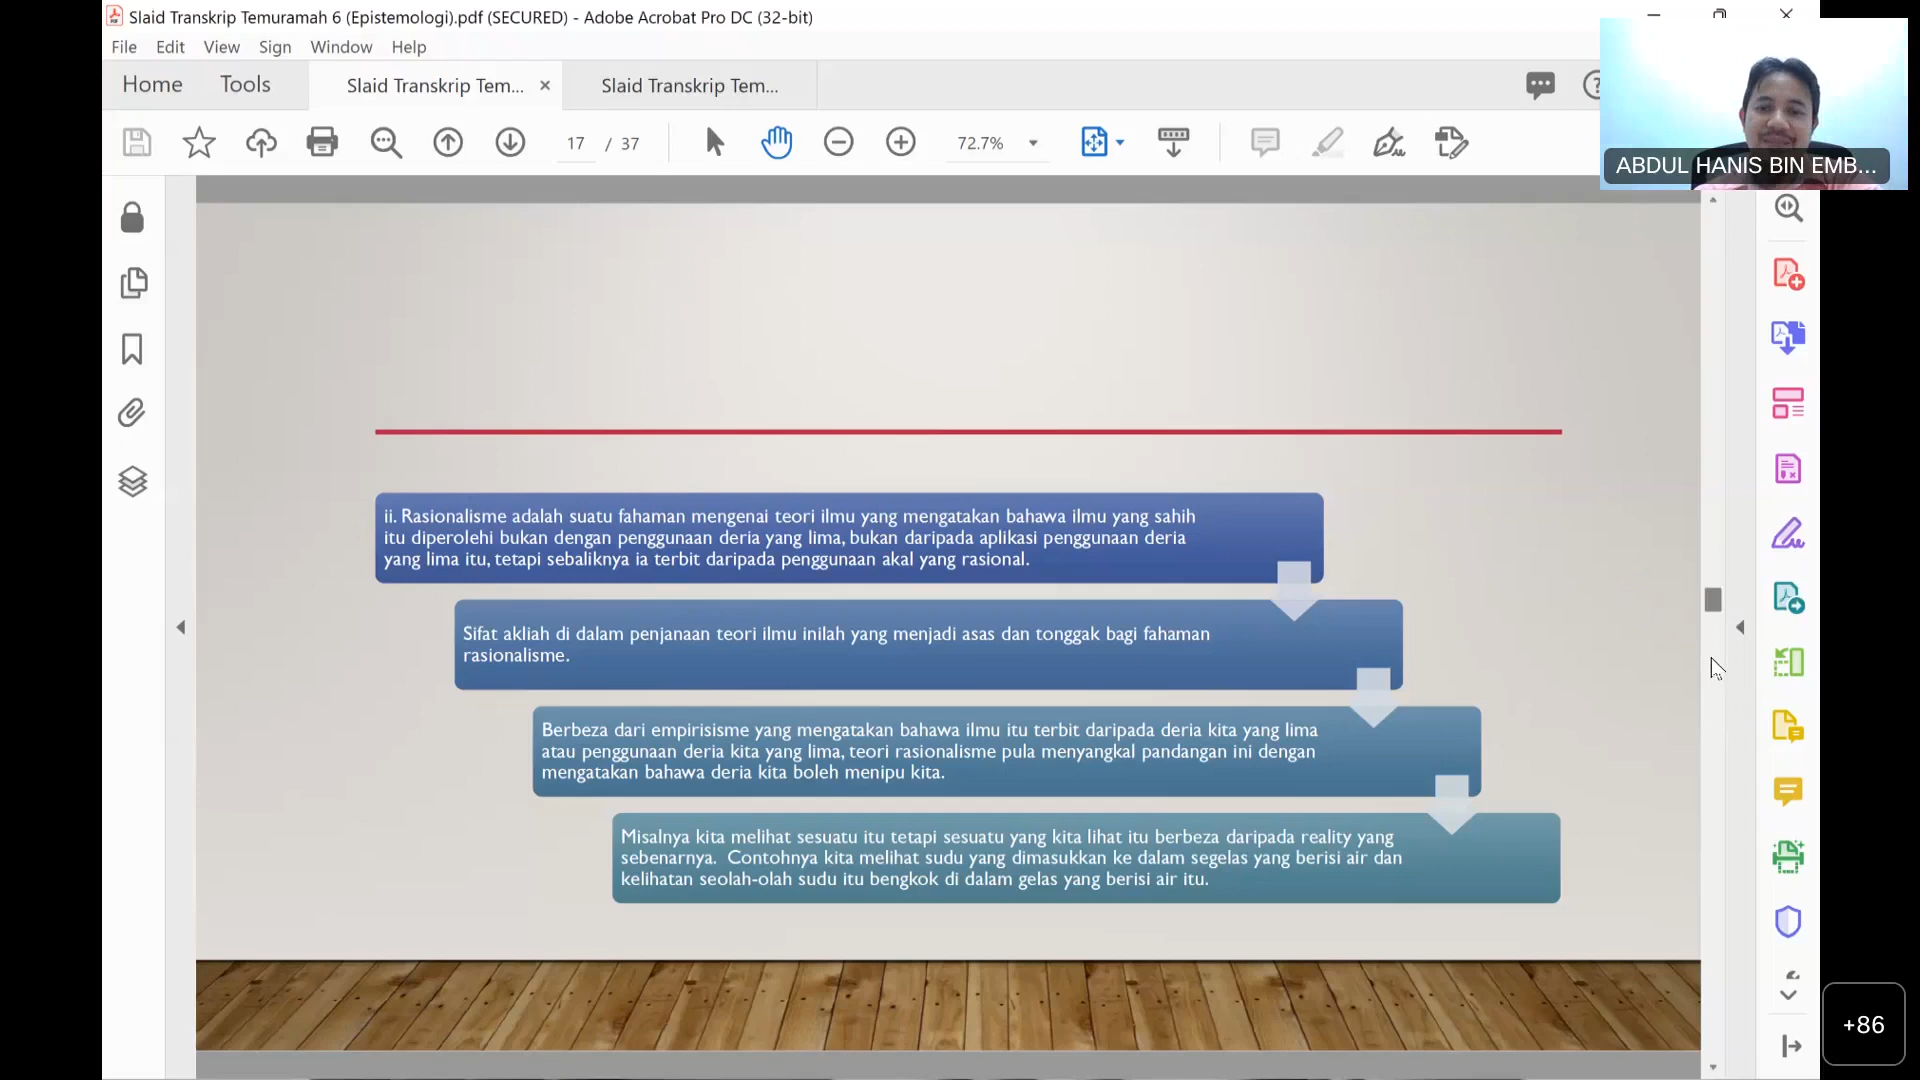 Slaid Transkrip Temuramah 6 (Epistemologi).pdf (SECURED) - Adobe Acrobat Pro DC (32-bit)
File Edit View Sign Window Help
Home Tools Slaid Transkrip Tem... Slaid Transkrip Tem...
17 / 37 72.7%
ABDUL HANIS BIN EMB...
ii. Rasionalisme adalah suatu fahaman mengenai teori ilmu yang mengatakan bahawa ilmu yang sahih
itu diperolehi bukan dengan penggunaan deria yang lima, bukan daripada aplikasi penggunaan deria
yang lima itu, tetapi sebaliknya ia terbit daripada penggunaan akal yang rasional.
Sifat akliah di dalam penjanaan teori ilmu inilah yang menjadi asas dan tonggak bagi fahaman
rasionalisme.
Berbeza dari empirisisme yang mengatakan bahawa ilmu itu terbit daripada deria kita yang lima
atau penggunaan deria kita yang lima, teori rasionalisme pula menyangkal pandangan ini dengan
mengatakan bahawa deria kita boleh menipu kita.
Misalnya kita melihat sesuatu itu tetapi sesuatu yang kita lihat itu berbeza daripada reality yang
sebenarnya. Contohnya kita melihat sudu yang dimasukkan ke dalam segelas yang berisi air dan
kelihatan seolah-olah sudu itu bengkok di dalam gelas yang berisi air itu.
+86